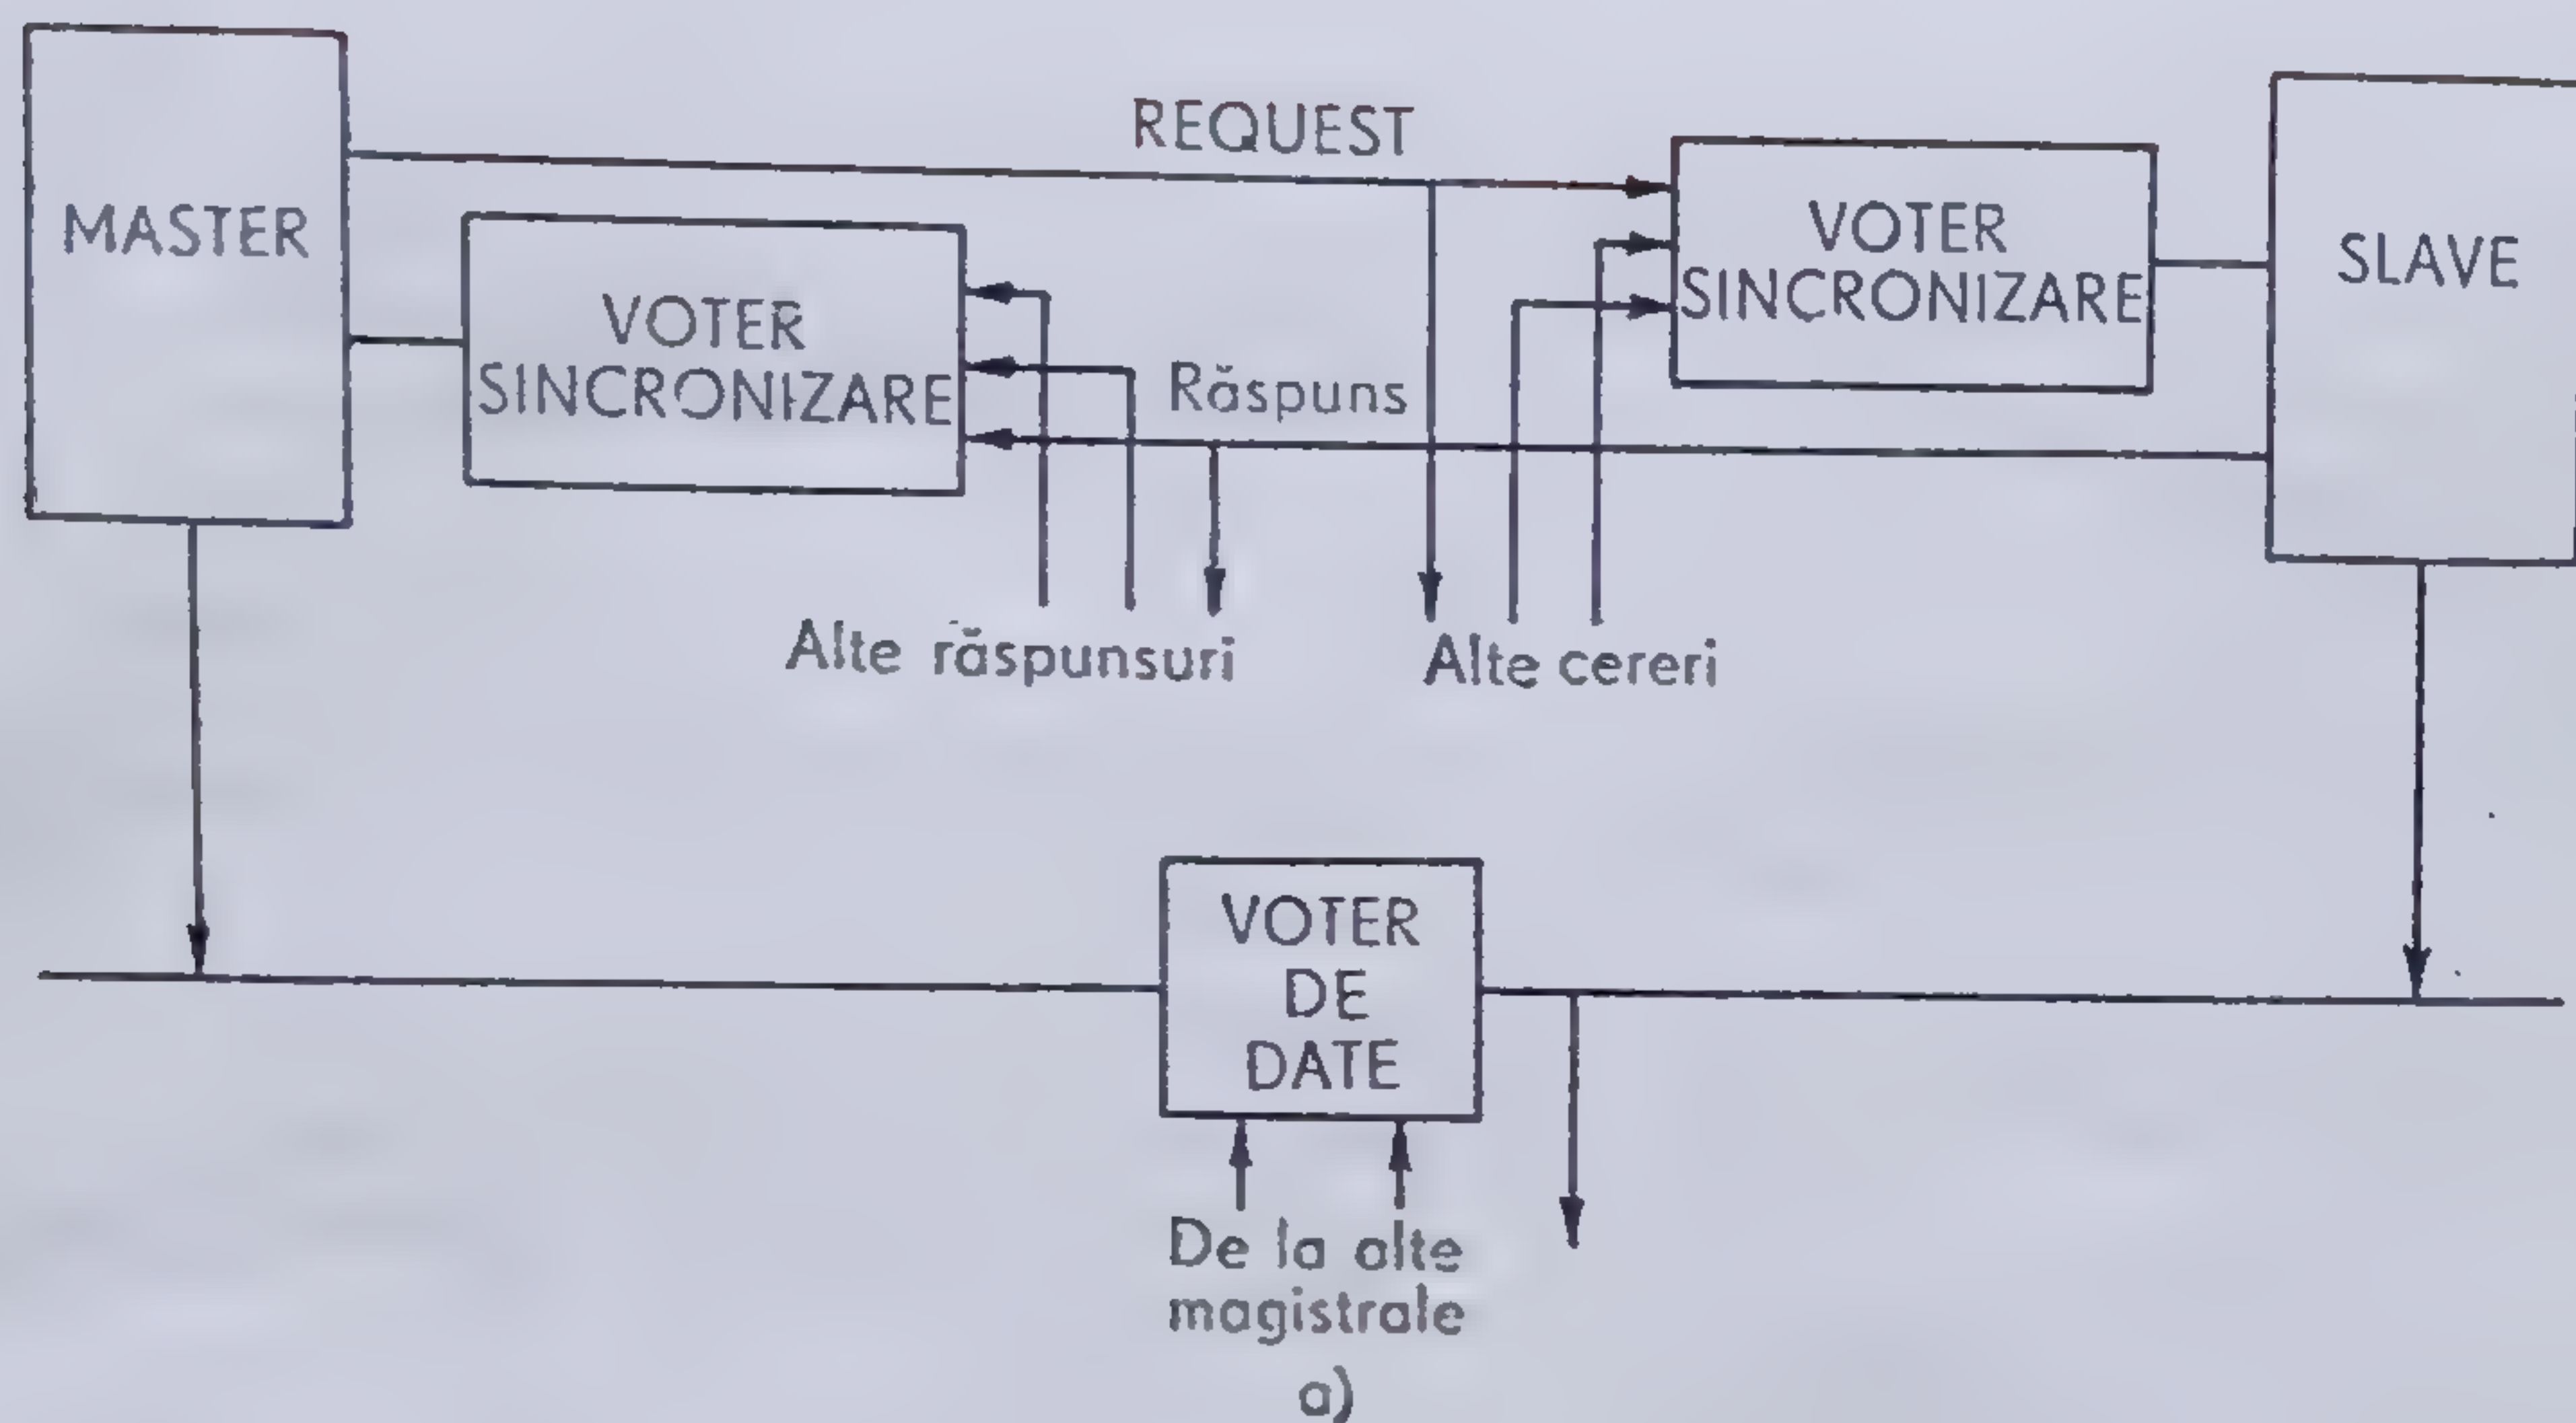 REQUEST
MASTER
VOTER
SINCRONIZARE
VOTER
SINCRONIZARE
SLAVE
Răspuns
Alte răspunsuri
Alte cereri
VOTER
DE
DATE
De la alte
magistrale
a)